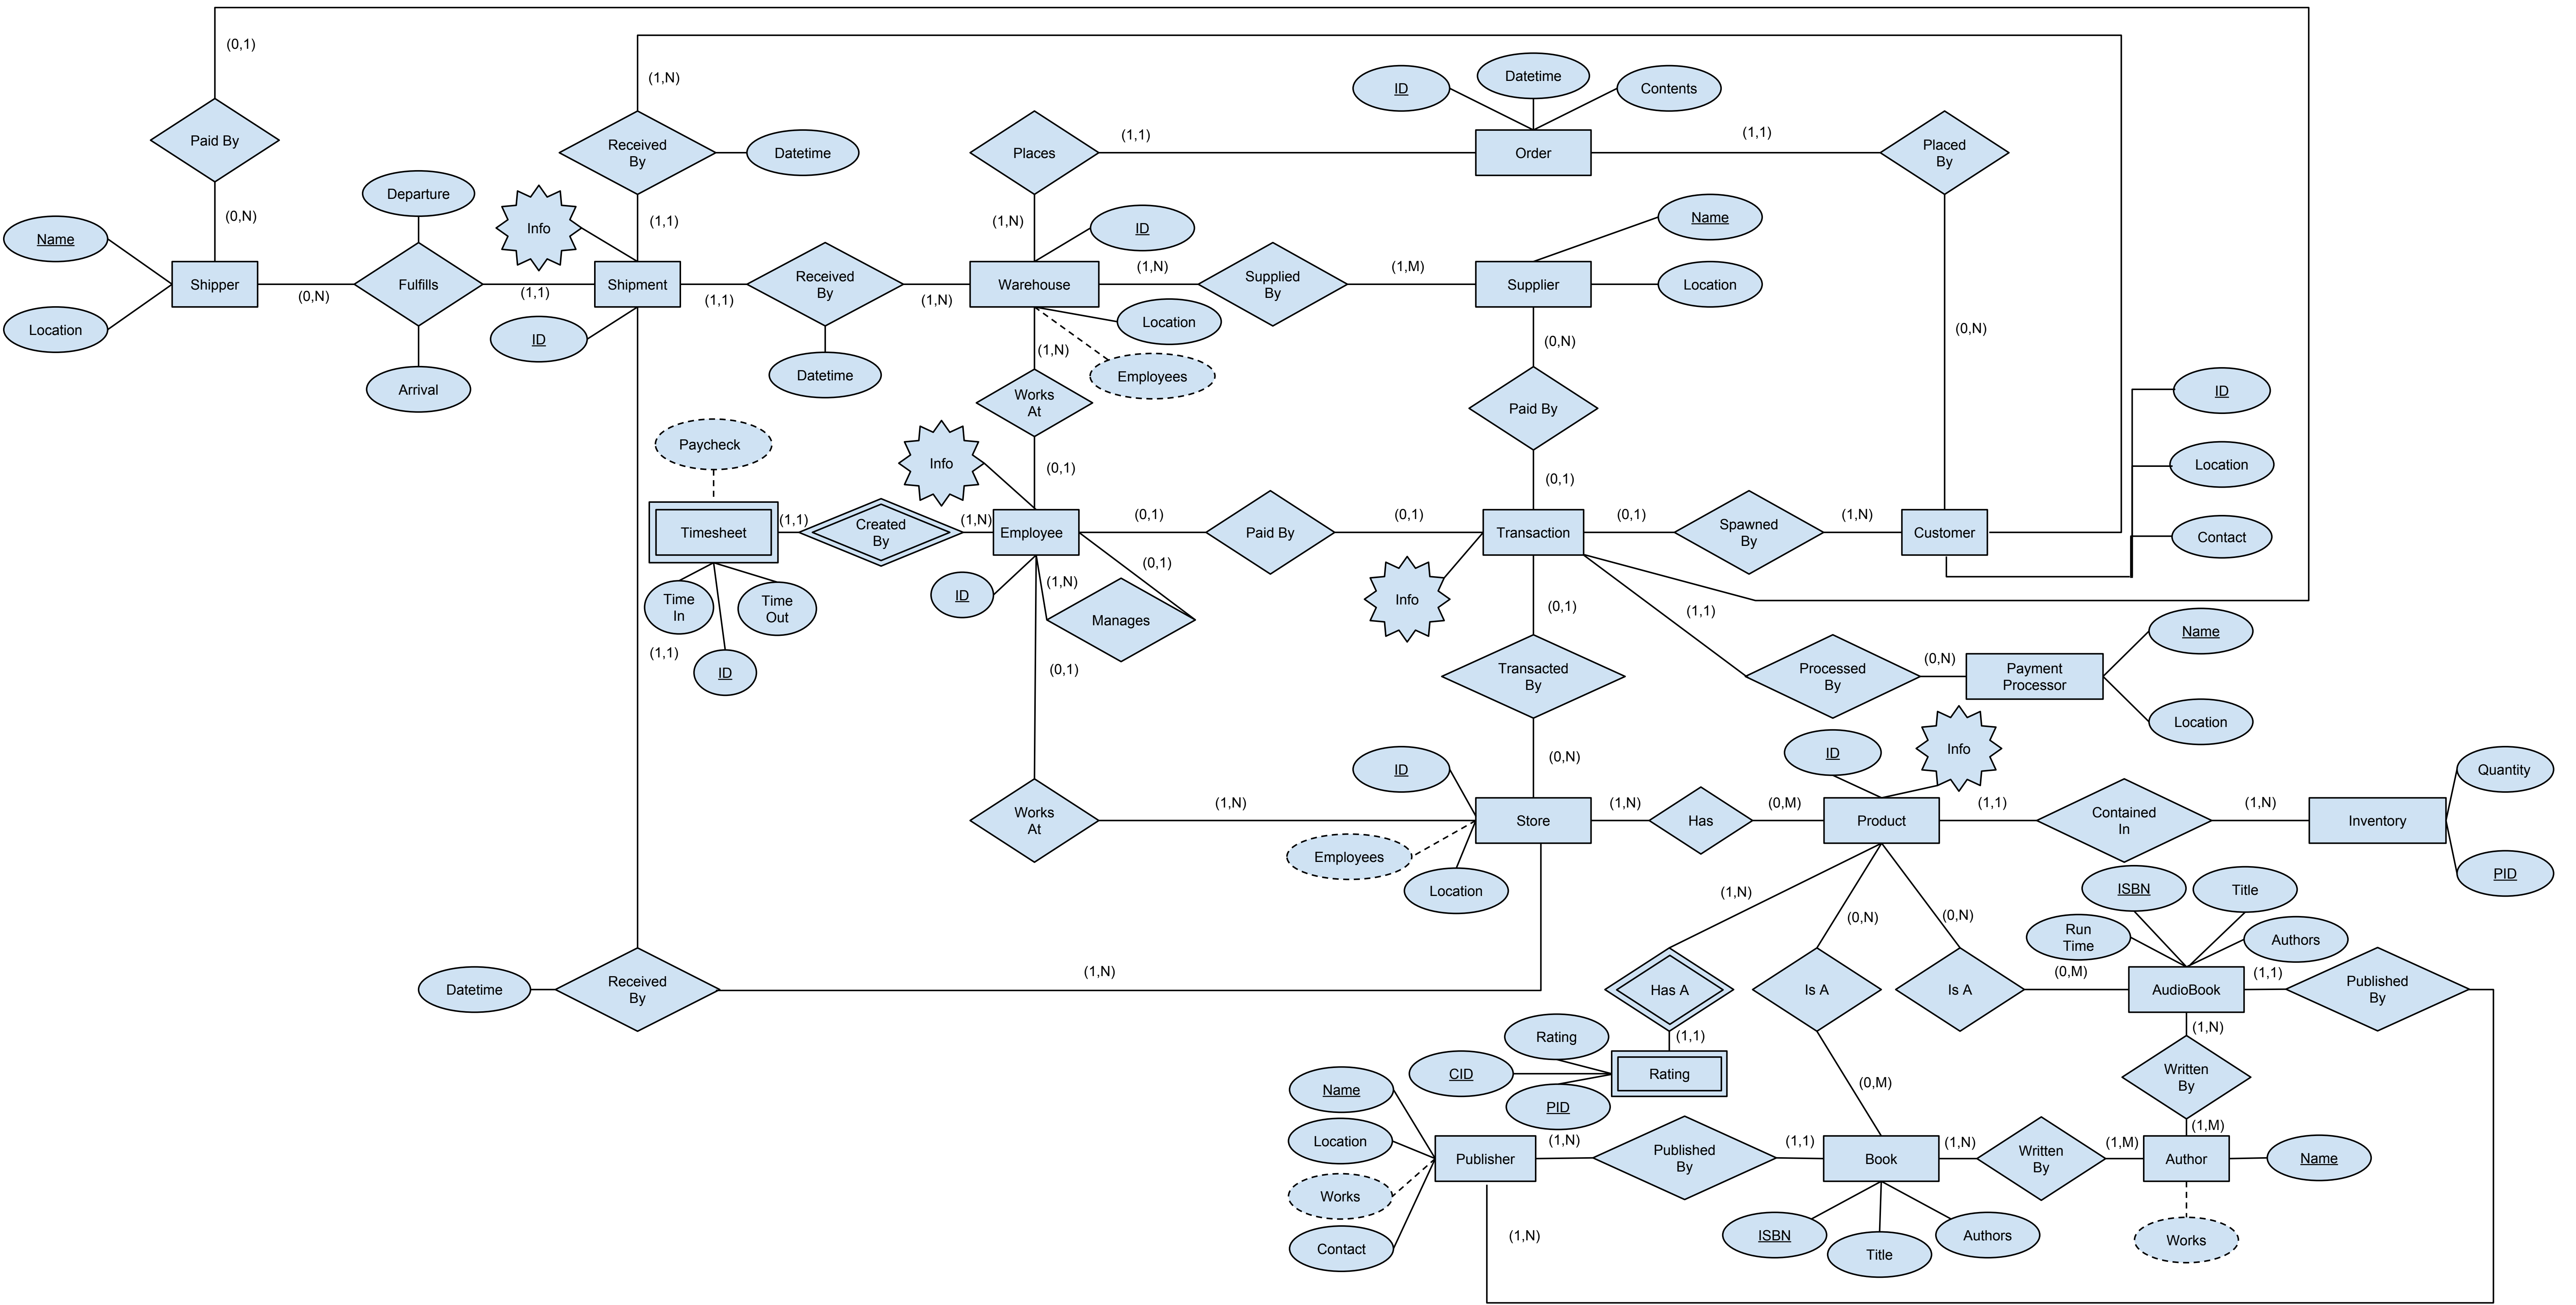 (0,1)
(1,N)
ID
Datetime
Contents
Paid By
Received
By
Datetime
Places
(1,1)
Order
(1,1)
Placed
By
Departure
Info
(0,N)
(1,1)
(1,N)
ID
Name
Name
Shipper
(0,N)
Fulfills
(1,1)
Shipment
(1,1)
Received
By
(1,N)
Warehouse
(1,N)
Supplied
By
(1,M)
Supplier
Location
Location
ID
Location
(1,N)
Employees
(0,N)
(0,N)
Arrival
Datetime
Works
At
Paid By
ID
Paycheck
Info
(0,1)
(0,1)
Location
Timesheet
(1,1)
Created
By
(1,N)
Employee
(0,1)
Paid By
(0,1)
Transaction
(0,1)
Spawned
By
(1,N)
Customer
Contact
Time
In
Time
Out
ID
(1,N)
(0,1)
Manages
Info
(0,1)
(1,1)
Name
(1,1)
ID
(0,1)
Transacted
By
Processed
By
(0,N)
Payment
Processor
Location
ID
(0,N)
ID
Info
Quantity
Works
At
(1,N)
Store
(1,N)
Has
(0,M)
Product
(1,1)
Contained
In
(1,N)
Inventory
Employees
Location
PID
(1,N)
(0,N)
(0,N)
ISBN
Title
Run
Time
Authors
Datetime
Received
By
(1,N)
Has A
Is A
Is A
(0,M)
AudioBook
(1,1)
Published
By
Rating
(1,1)
(1,N)
CID
Rating
PID
(0,M)
Written
By
Name
(1,M)
Location
Publisher
(1,N)
Published
By
(1,1)
Book
(1,N)
Written
By
(1,M)
Author
Name
Works
Contact
(1,N)
ISBN
Title
Authors
Works